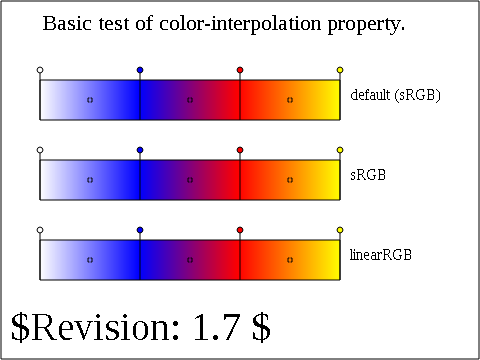 Basic test of color-interpolation property.
default (sRGB)
sRGB
linearRGB
$Revision: 1.7 $